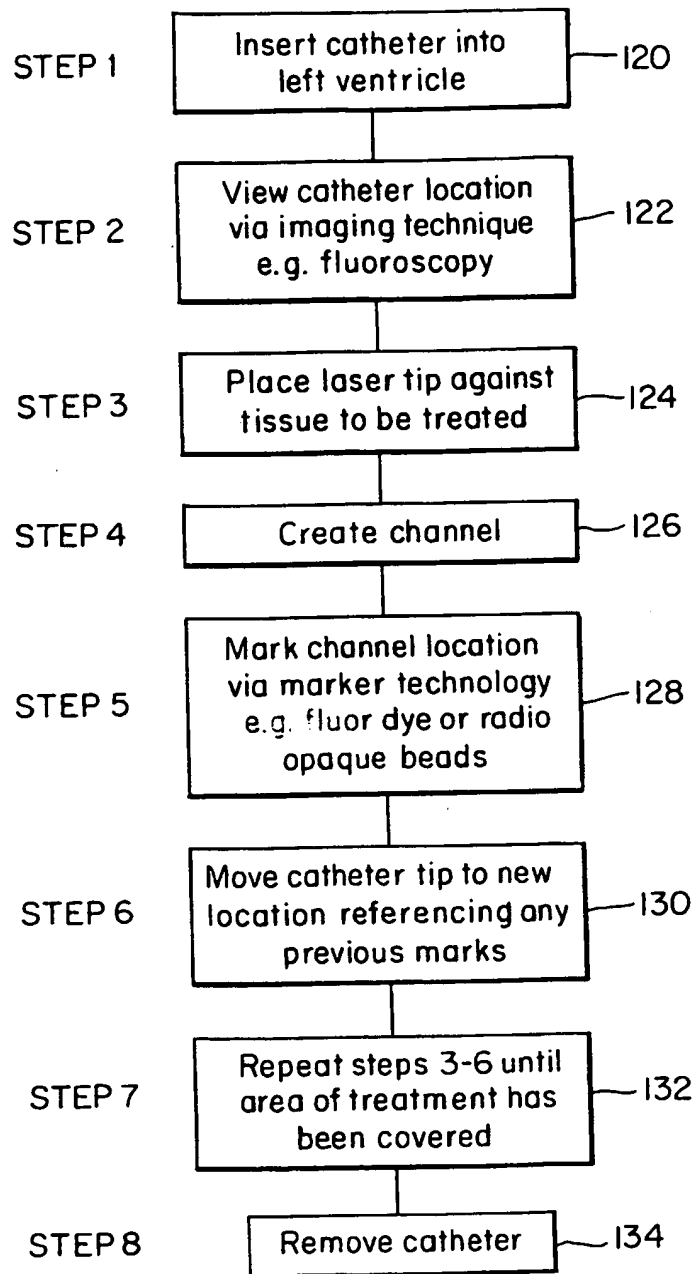 STEP 1
Insert catheter into
left ventricle
120
STEP 2
View catheter location
via imaging technique
e.g. fluoroscopy
122
STEP 3
Place laser tip against
tissue to be treated
124
STEP 4
Create channel
126
STEP 5
Mark channel location
via marker technology
e.g. fluor dye or radio
opaque beads
128
STEP 6
Move catheter tip to new
location referencing any
previous marks
130
STEP 7
Repeat steps 3-6 until
area of treatment has
been covered
132
STEP 8
Remove catheter
134